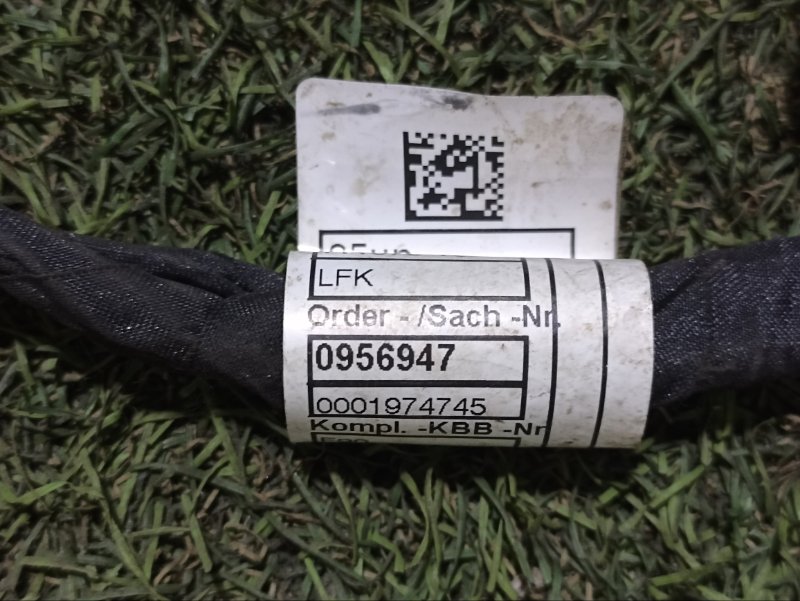 LFK
Order - /Sach -Nr.
0956947
0001974745
Kompl. -KBB -Nr